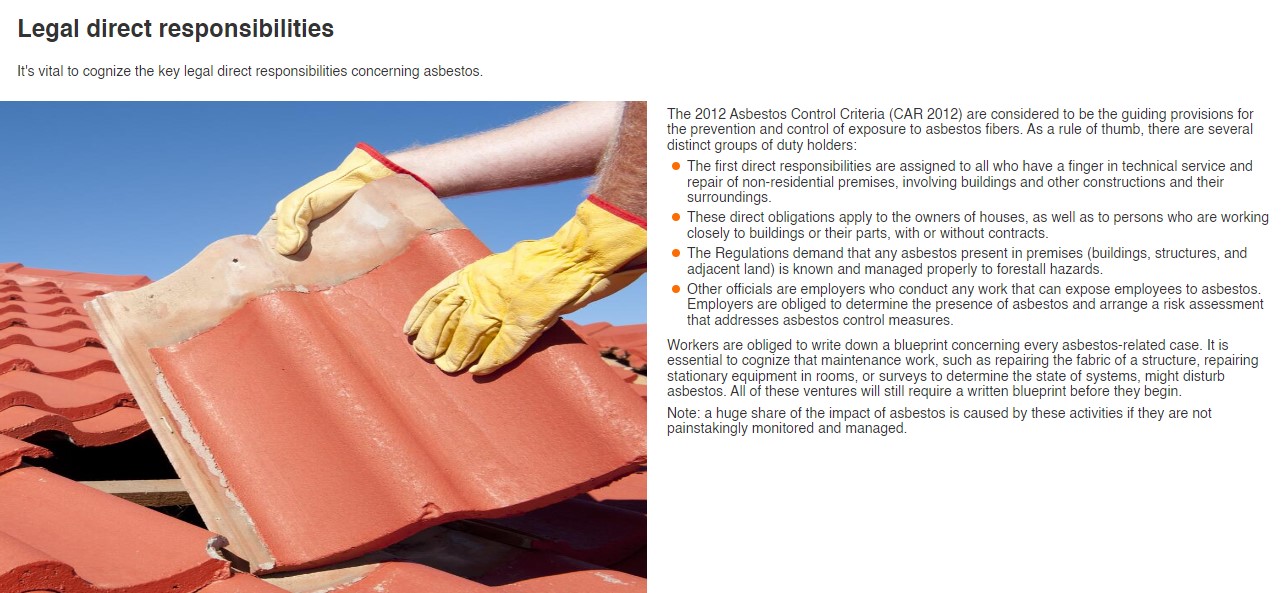 Legal direct responsibilities
It's vital to cognize the key legal direct responsibilities concerning asbestos.
The 2012 Asbestos Control Criteria (CAR 2012) are considered to be the guiding provisions for
the prevention and control of exposure to asbestos fibers. As a rule of thumb, there are several
distinct groups of duty holders:
The first direct responsibilities are assigned to all who have a finger in technical service and
repair of non-residential premises, involving buildings and other constructions and their
surroundings.
These direct obligations apply to the owners of houses, as well as to persons who are working
closely to buildings or their parts, with or without contracts.
The Regulations demand that any asbestos present in premises (buildings, structures, and
adjacent land) is known and managed properly to forestall hazards.
Other officials are employers who conduct any work that can expose employees to asbestos.
Employers are obliged to determine the presence of asbestos and arrange a risk assessment
that addresses asbestos control measures.
Workers are obliged to write down a blueprint concerning every asbestos-related case. It is
essential to cognize that maintenance work, such as repairing the fabric of a structure, repairing
stationary equipment in rooms, or surveys to determine the state of systems, might disturb
asbestos. All of these ventures will still require a written blueprint before they begin.
Note: a huge share of the impact of asbestos is caused by these activities if they are not
painstakingly monitored and managed.